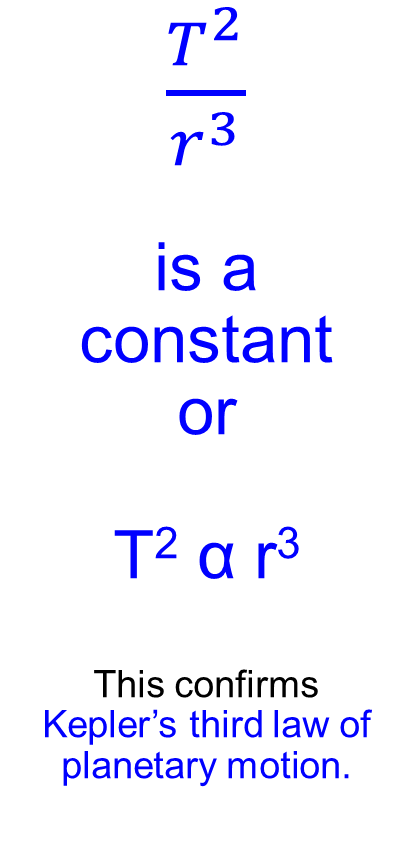 T²
r³
is a
constant
or
T² α r³
This confirms
Kepler’s third law of
planetary motion.